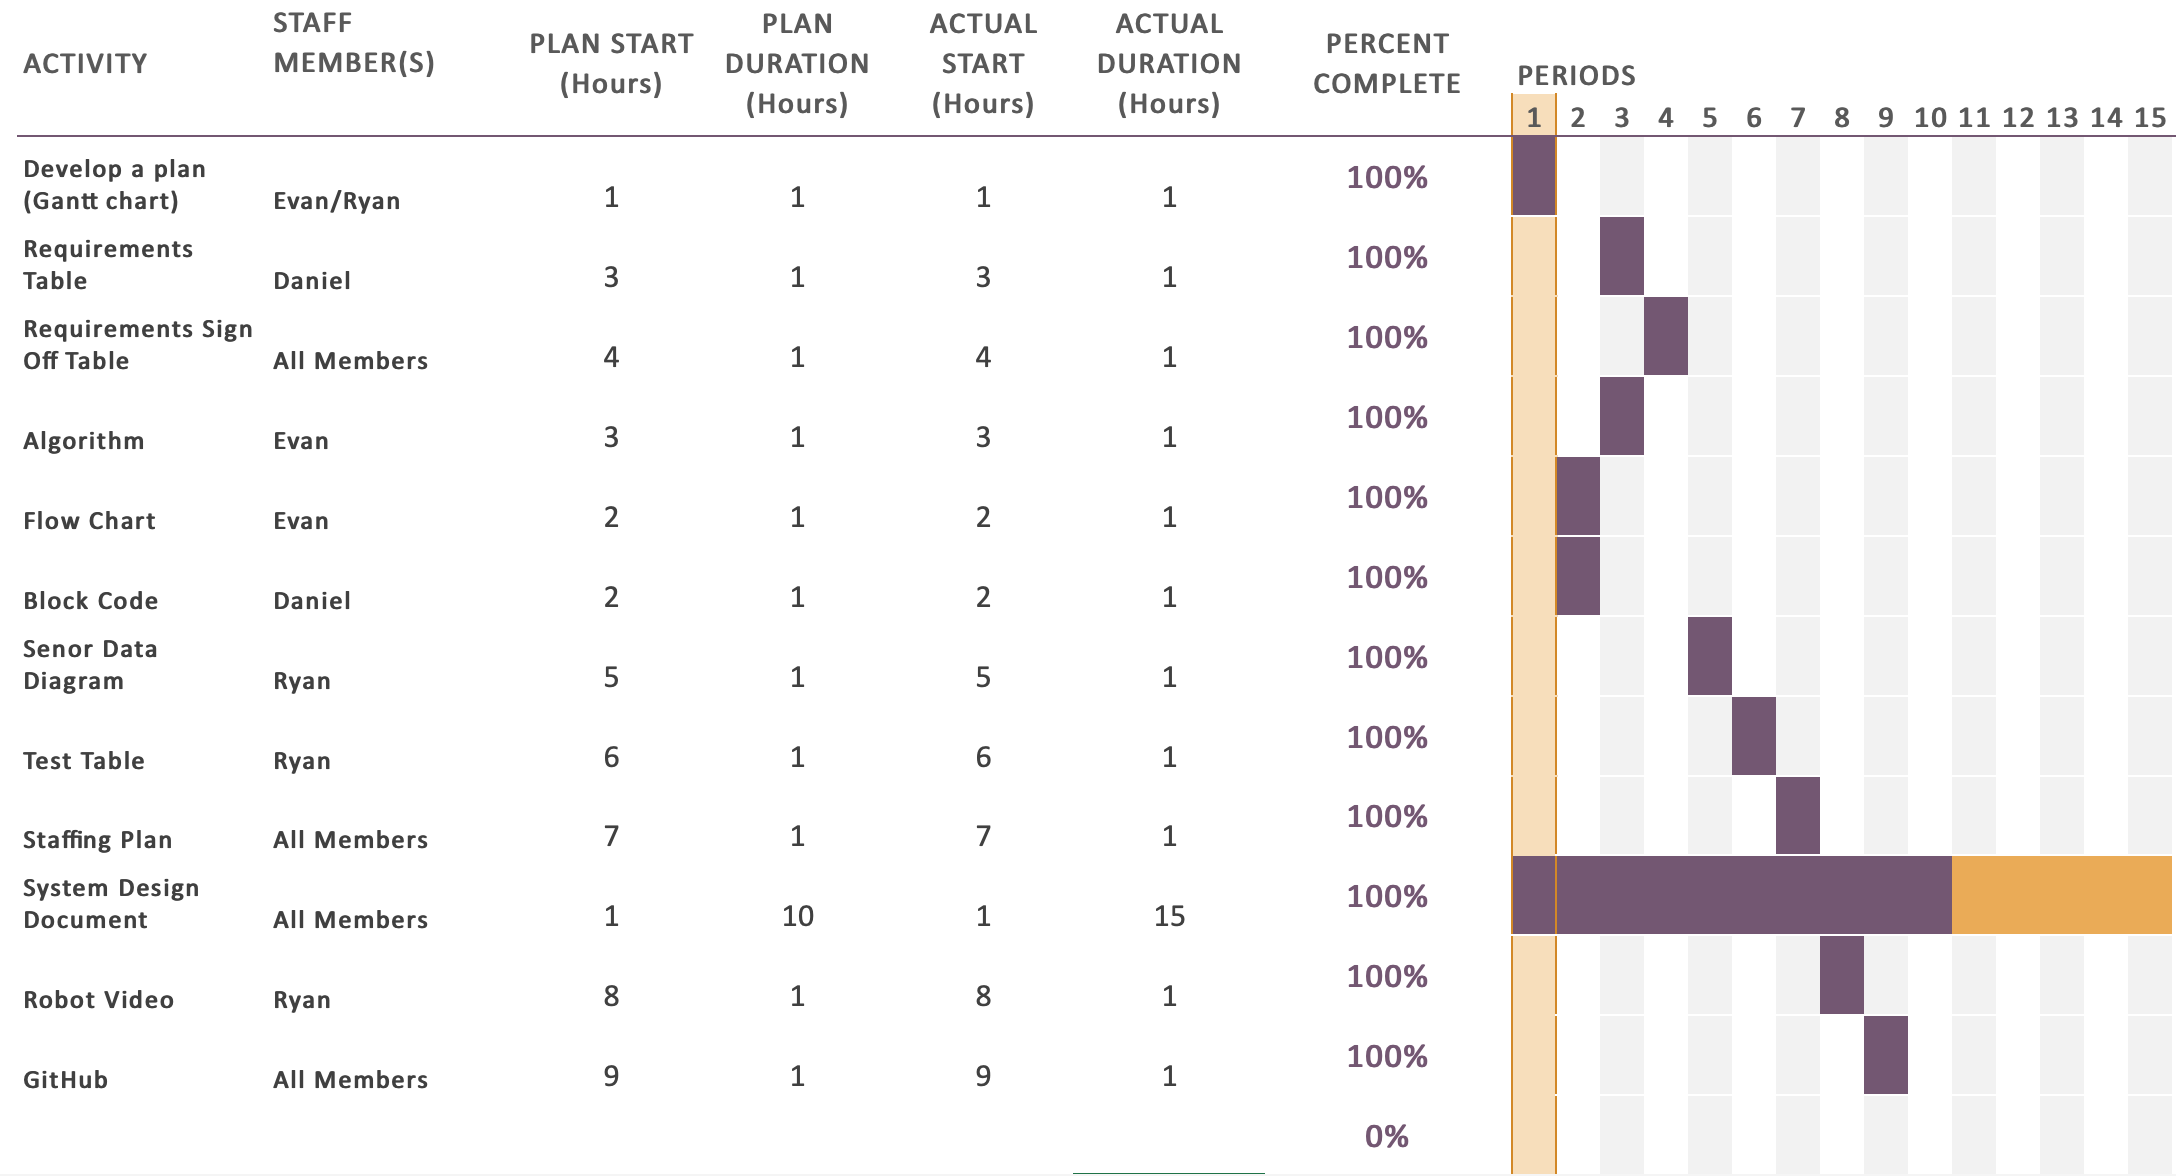 ACTIVITY STAFF MEMBER(S) PLAN START (Hours) PLAN DURATION (Hours) ACTUAL START (Hours) ACTUAL DURATION (Hours) PERCENT COMPLETE PERIODS
1 2 3 4 5 6 7 8 9 10 11 12 13 14 15
Develop a plan
(Gantt chart) Evan/Ryan 1 1 1 1 100%
Requirements
Table Daniel 3 1 3 1 100%
Requirements Sign
Off Table All Members 4 1 4 1 100%
Algorithm Evan 3 1 3 1 100%
Flow Chart Evan 2 1 2 1 100%
Block Code Daniel 2 1 2 1 100%
Senor Data
Diagram Ryan 5 1 5 1 100%
Test Table Ryan 6 1 6 1 100%
Staffing Plan All Members 7 1 7 1 100%
System Design
Document All Members 1 10 1 15 100%
Robot Video Ryan 8 1 8 1 100%
GitHub All Members 9 1 9 1 100%
0%